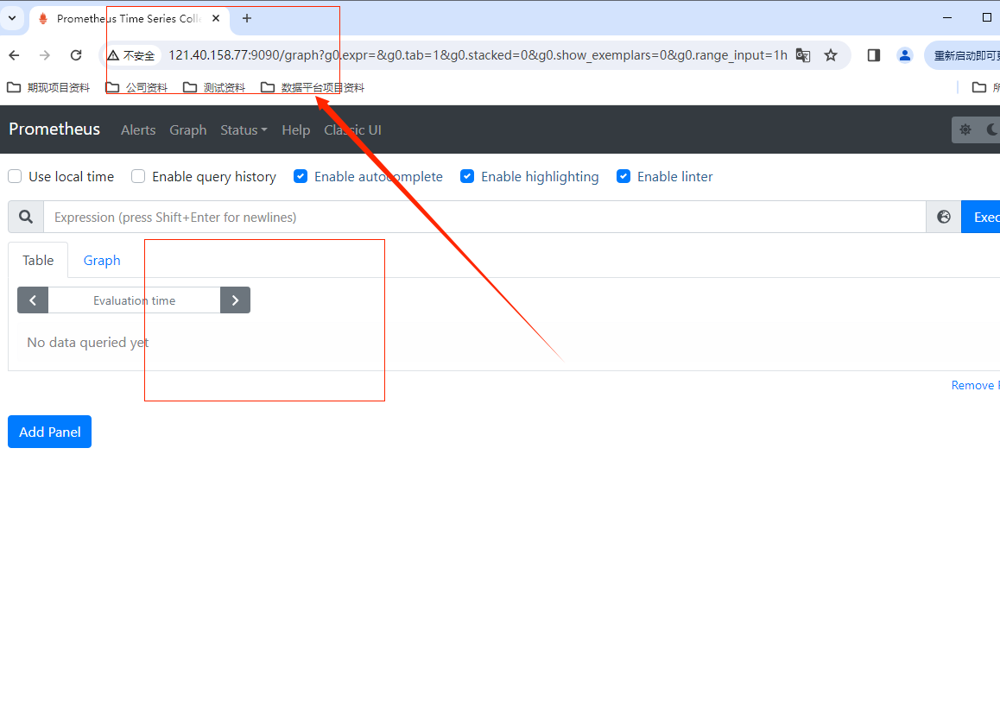 Prometheus Time Series Coll
不安全 121.40.158.77:9090/graph?g0.expr=&g0.tab=1&g0.stacked=0&g0.show_exemplars=0&g0.range_input=1h 重新启动即可
期现项目资料 公司资料 测试资料 数据平台项目资料
Prometheus Alerts Graph Status Help Classic UI
Use local time Enable query history Enable autocomplete Enable highlighting Enable linter
Expression (press Shift+Enter for newlines) Exec
Table Graph
Evaluation time
No data queried yet
Remove
Add Panel